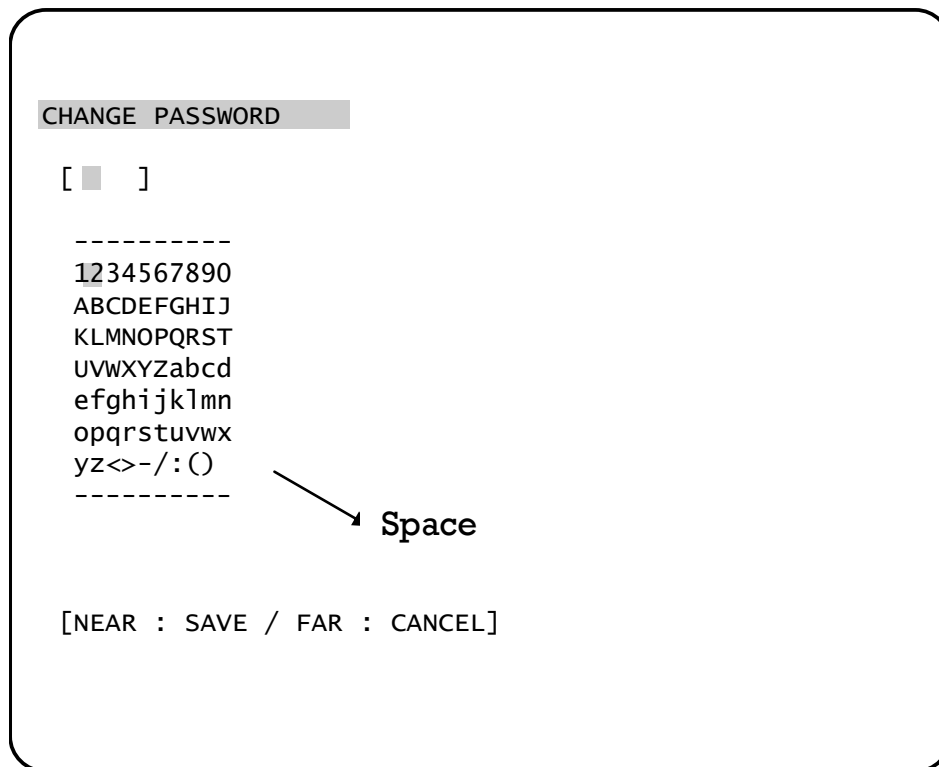 CHANGE PASSWORD
[ ]
----------
1234567890
ABCDEFGHIJ
KLMNOPQRST
UVWXYZabcd
efghijklmn
opqrstuvwx
yz<>-/:()
----------
Space
[NEAR : SAVE / FAR : CANCEL]